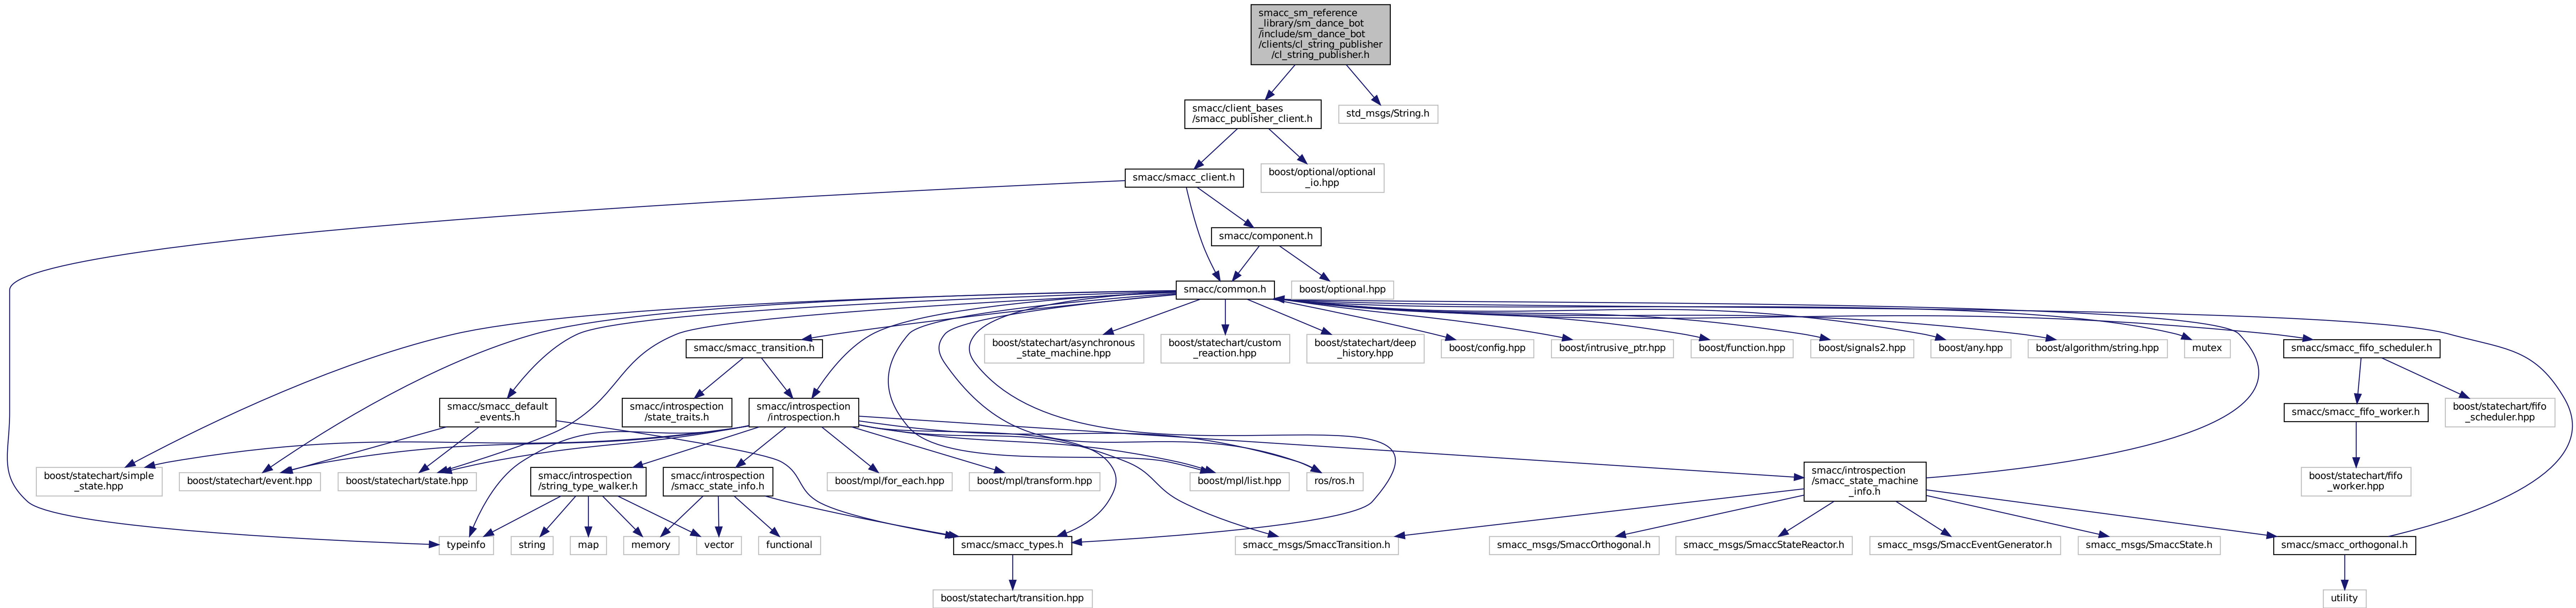 smacc_sm_reference
_library/sm_dance_bot
/include/sm_dance_bot
/clients/cl_string_publisher
/cl_string_publisher.h
smacc/client_bases
/smacc_publisher_client.h
std_msgs/String.h
smacc/smacc_client.h
boost/optional/optional
_io.hpp
smacc/component.h
smacc/common.h
boost/optional.hpp
smacc/smacc_transition.h
boost/statechart/asynchronous
_state_machine.hpp
boost/statechart/custom
_reaction.hpp
boost/statechart/deep
_history.hpp
boost/config.hpp
boost/intrusive_ptr.hpp
boost/function.hpp
boost/signals2.hpp
boost/any.hpp
boost/algorithm/string.hpp
mutex
smacc/smacc_fifo_scheduler.h
smacc/smacc_default
_events.h
smacc/introspection
/state_traits.h
smacc/introspection
/introspection.h
smacc/smacc_fifo_worker.h
boost/statechart/fifo
_scheduler.hpp
boost/statechart/simple
_state.hpp
boost/statechart/event.hpp
boost/statechart/state.hpp
smacc/introspection
/string_type_walker.h
smacc/introspection
/smacc_state_info.h
boost/mpl/for_each.hpp
boost/mpl/transform.hpp
boost/mpl/list.hpp
ros/ros.h
smacc/introspection
/smacc_state_machine
_info.h
boost/statechart/fifo
_worker.hpp
typeinfo
string
map
memory
vector
functional
smacc/smacc_types.h
smacc_msgs/SmaccTransition.h
smacc_msgs/SmaccOrthogonal.h
smacc_msgs/SmaccStateReactor.h
smacc_msgs/SmaccEventGenerator.h
smacc_msgs/SmaccState.h
smacc/smacc_orthogonal.h
boost/statechart/transition.hpp
utility